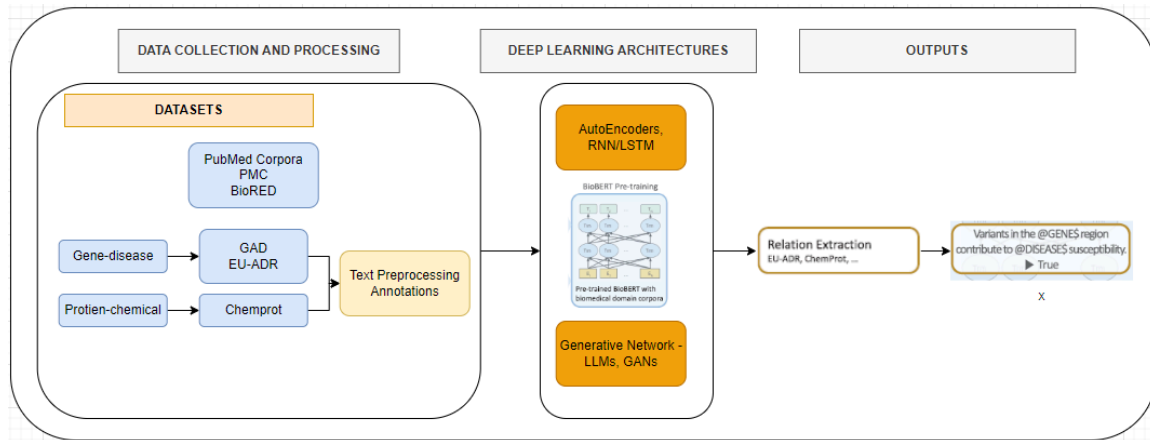 DATA COLLECTION AND PROCESSING
DEEP LEARNING ARCHITECTURES
OUTPUTS
DATASETS
PubMed Corpora
PMC
BioRED
Gene-disease
GAD
EU-ADR
Protien-chemical
Chemprot
Text Preprocessing
Annotations
AutoEncoders,
RNN/LSTM
BioBERT Pre-training
Pre-trained BioBERT with
biomedical domain corpora
Generative Network -
LLMs, GANs
Relation Extraction
EU-ADR, ChemProt, ...
Variants in the @GENE$ region
contribute to @DISEASE$ susceptibility.
▶ True
x